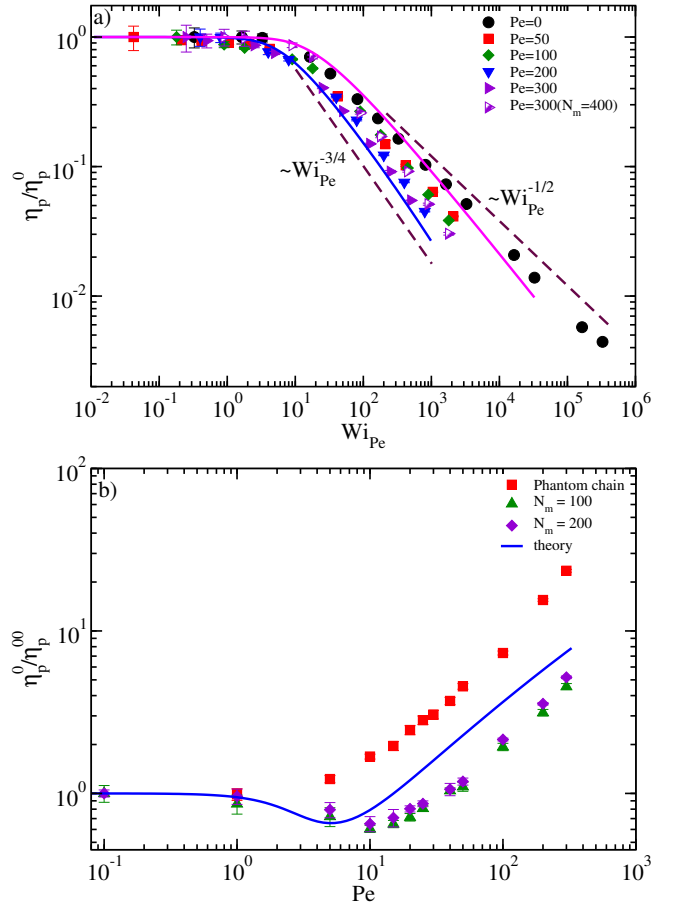 a)
η_p/η_p^0
10^0
10^-1
10^-2
Pe=0
Pe=50
Pe=100
Pe=200
Pe=300
Pe=300(N_m=400)
~Wi_Pe^-3/4
~Wi_Pe^-1/2
10^-2 10^-1 10^0 10^1 10^2 10^3 10^4 10^5 10^6
Wi_Pe
b)
η_p^0/η_p^00
10^2
10^1
10^0
Phantom chain
N_m = 100
N_m = 200
theory
10^-1 10^0 10^1 10^2 10^3
Pe